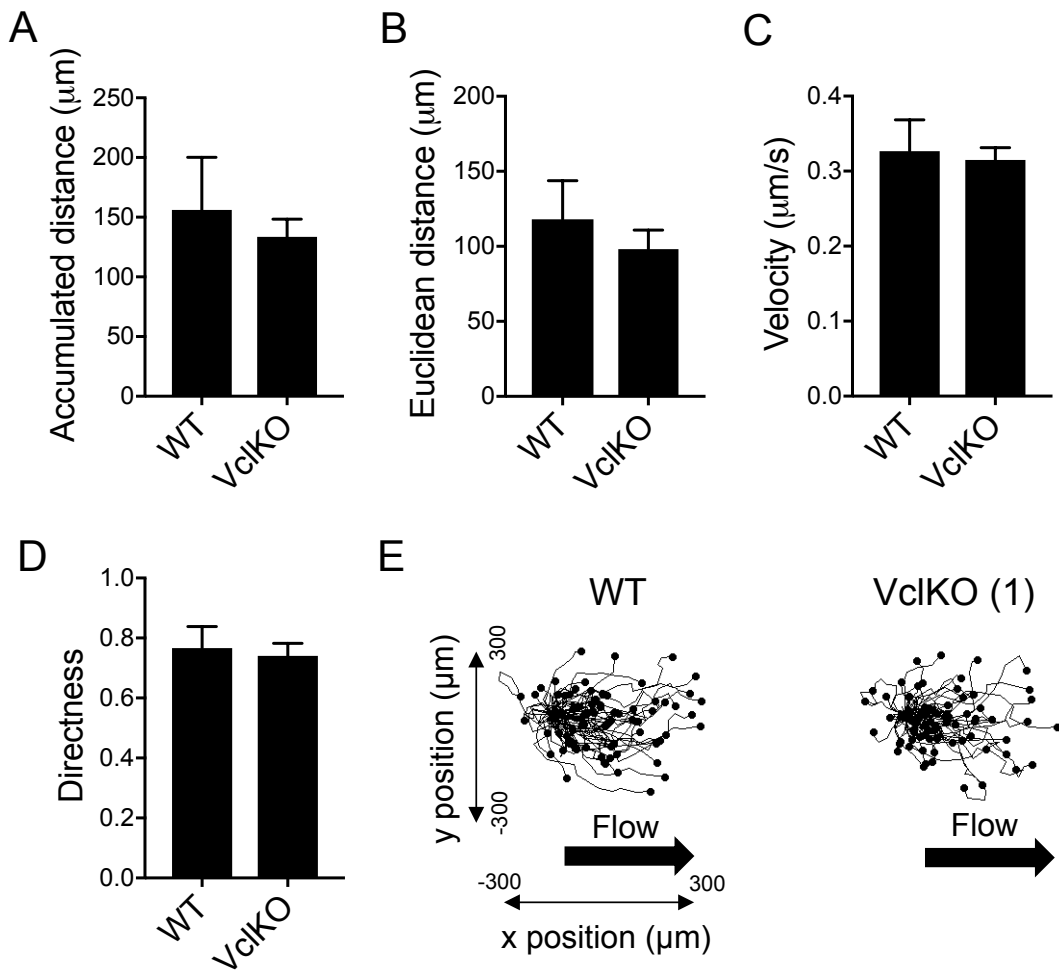 A
Accumulated distance (μm)
250
200
150
100
50
0
WT
VclKO
B
Euclidean distance (μm)
200
150
100
50
0
WT
VclKO
C
Velocity (μm/s)
0.4
0.3
0.2
0.1
0.0
WT
VclKO
D
Directness
1.0
0.8
0.6
0.4
0.2
0.0
WT
VclKO
E
WT
y position (μm)
300
-300
Flow
-300
300
x position (μm)
VclKO (1)
Flow